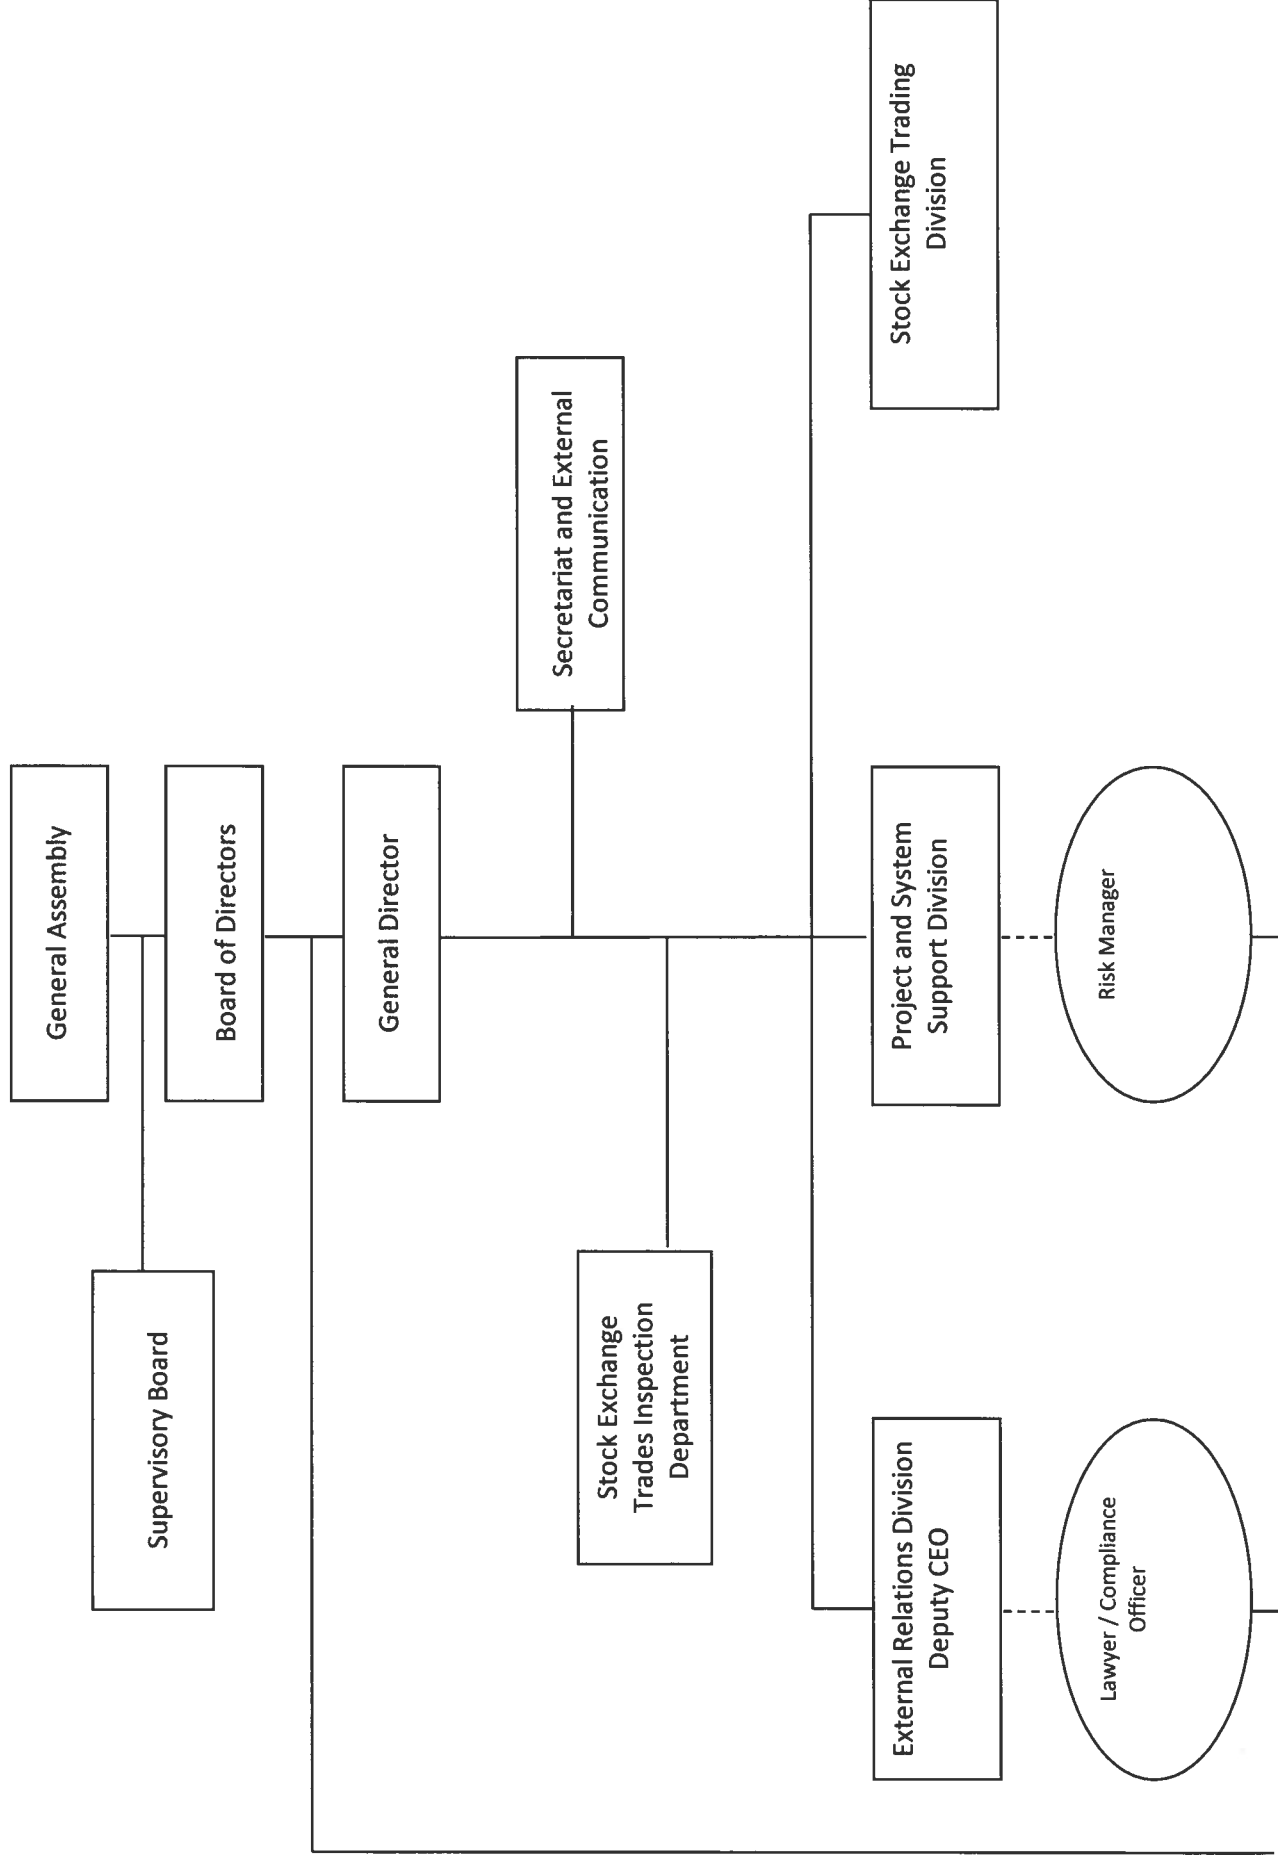 General Assembly
Supervisory Board
Board of Directors
General Director
Secretariat and External
Communication
Stock Exchange
Trades Inspection
Department
External Relations Division
Deputy CEO
Project and System
Support Division
Stock Exchange Trading
Division
Lawyer / Compliance
Officer
Risk Manager